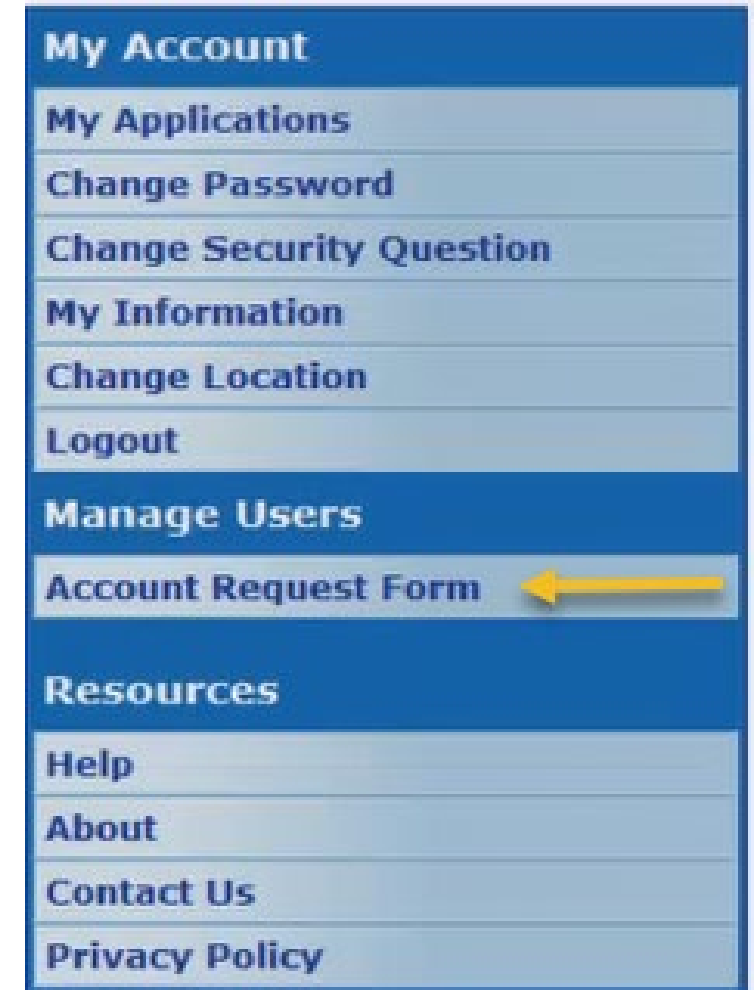 My Account
My Applications
Change Password
Change Security Question
My Information
Change Location
Logout
Manage Users
Account Request Form
Resources
Help
About
Contact Us
Privacy Policy